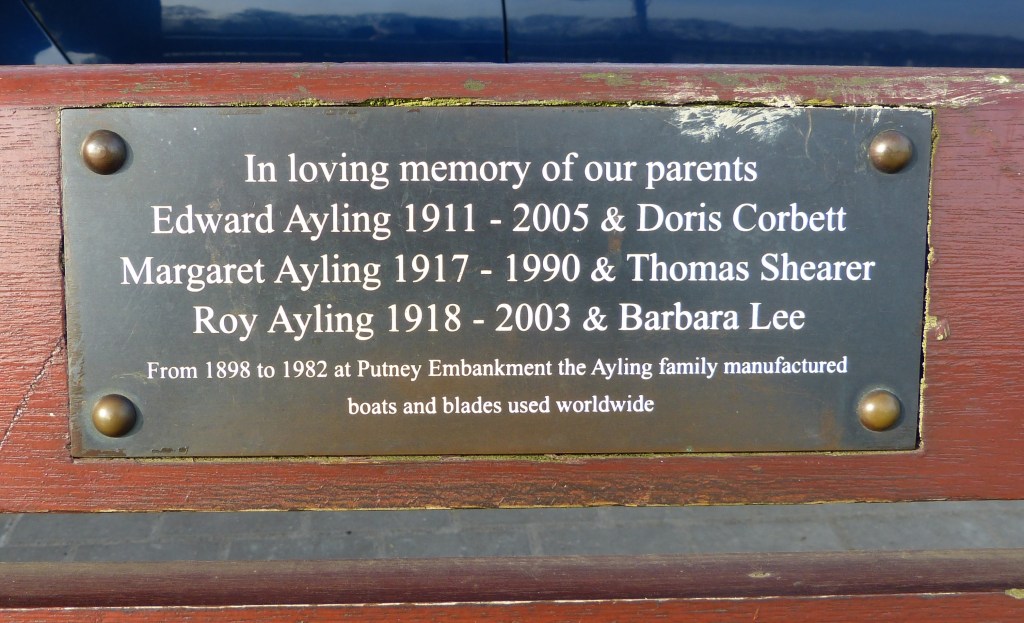 In loving memory of our parents
Edward Ayling 1911 - 2005 & Doris Corbett
Margaret Ayling 1917 - 1990 & Thomas Shearer
Roy Ayling 1918 - 2003 & Barbara Lee
From 1898 to 1982 at Putney Embankment the Ayling family manufactured
boats and blades used worldwide